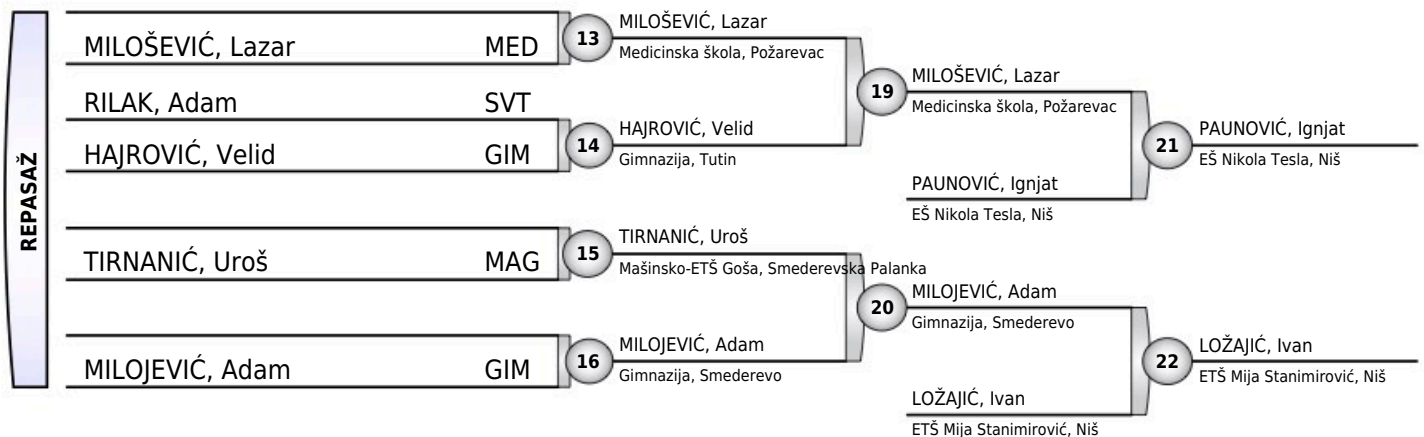 REPASAŽ
MILOŠEVIĆ, Lazar MED
RILAK, Adam SVT
HAJROVIĆ, Velid GIM
TIRNANIĆ, Uroš MAG
MILOJEVIĆ, Adam GIM
13
MILOŠEVIĆ, Lazar
Medicinska škola, Požarevac
14
HAJROVIĆ, Velid
Gimnazija, Tutin
15
TIRNANIĆ, Uroš
Mašinsko-ETŠ Goša, Smederevska Palanka
16
MILOJEVIĆ, Adam
Gimnazija, Smederevo
19
MILOŠEVIĆ, Lazar
Medicinska škola, Požarevac
PAUNOVIĆ, Ignjat
EŠ Nikola Tesla, Niš
20
MILOJEVIĆ, Adam
Gimnazija, Smederevo
LOŽAJIĆ, Ivan
ETŠ Mija Stanimirović, Niš
21
PAUNOVIĆ, Ignjat
EŠ Nikola Tesla, Niš
22
LOŽAJIĆ, Ivan
ETŠ Mija Stanimirović, Niš